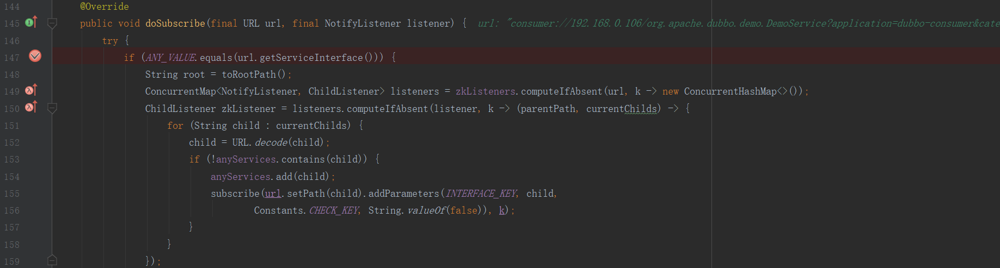 144 @Override
145 public void doSubscribe(final URL url, final NotifyListener listener) { url: "consumer://192.168.0.106/org.apache.dubbo.demo.DemoService?application=dubbo-consumer&cate
146 try {
147 if (ANY_VALUE.equals(url.getServiceInterface())) {
148 String root = toRootPath();
149 ConcurrentMap<NotifyListener, ChildListener> listeners = zkListeners.computeIfAbsent(url, k -> new ConcurrentHashMap<>());
150 ChildListener zkListener = listeners.computeIfAbsent(listener, k -> (parentPath, currentChilds) -> {
151 for (String child : currentChilds) {
152 child = URL.decode(child);
153 if (!anyServices.contains(child)) {
154 anyServices.add(child);
155 subscribe(url.setPath(child).addParameters(INTERFACE_KEY, child,
156 Constants.CHECK_KEY, String.valueOf(false)), k);
157 }
158 }
159 });